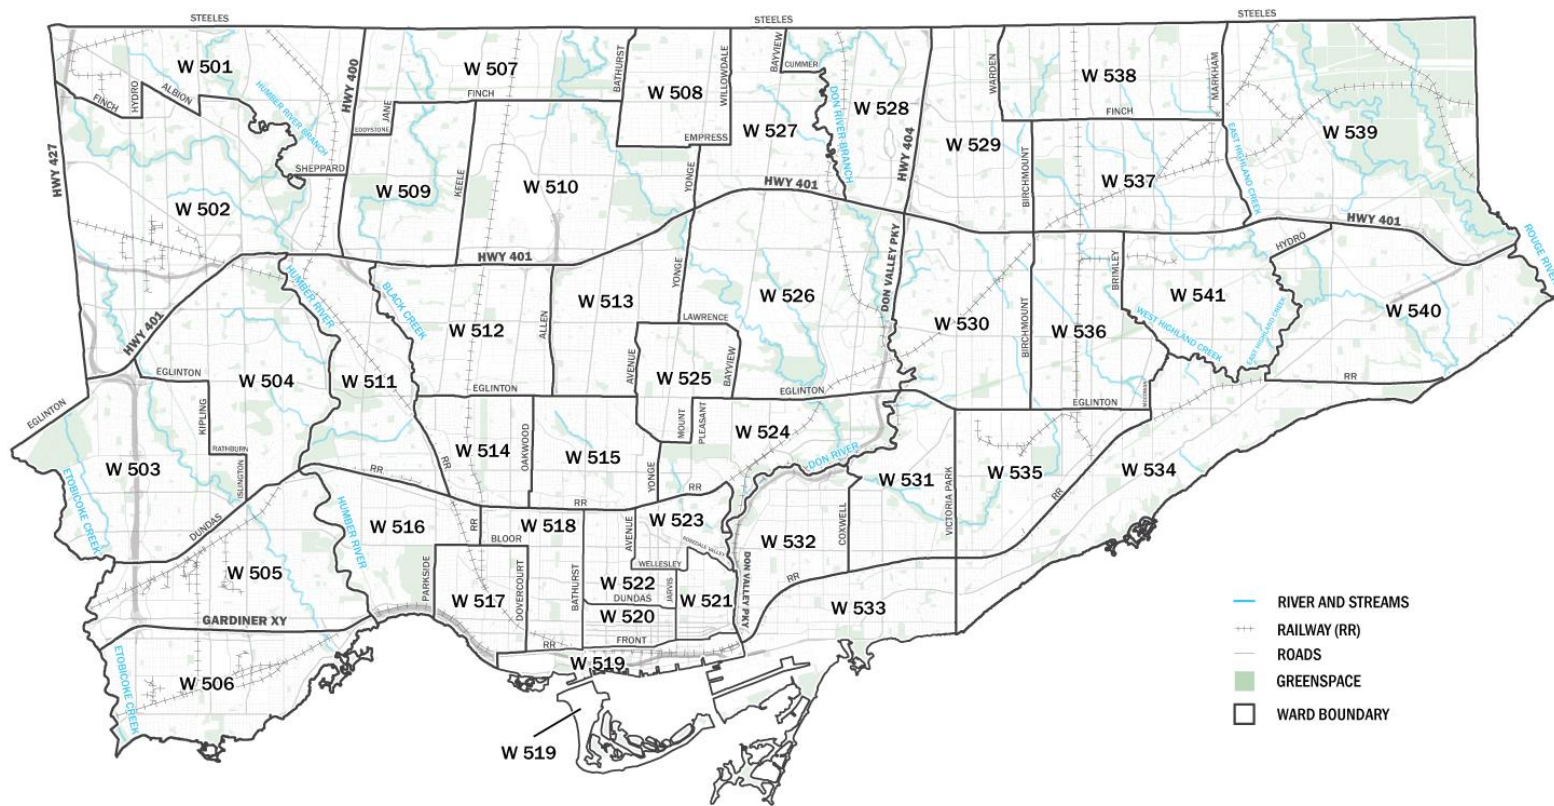 STEELES
STEELES
STEELES
W 501
HWY 400
W 507
BATHURST
WILLOWDALE
BAYVIEW
CUMMER
WARDEN
W 538
MARKHAM
FINCH
HYDRO
ALBION
HUMBER RIVER BRANCH
JANE
FINCH
W 508
DON RIVER BRANCH
W 528
FINCH
EDDYSTONE
EMPRESS
W 527
HWY 404
W 529
W 539
HWY 427
SHEPPARD
W 509
KEELE
W 510
YONGE
HWY 401
BIRCHMOUNT
W 537
EAST HIGHLAND CREEK
W 502
HWY 401
HWY 401
HYDRO
ROUGE RIVER
HUMBER RIVER
BLACK CREEK
W 513
YONGE
W 526
DON VALLEY PKY
BRIMLEY
W 541
W 540
HWY 401
W 512
ALLEN
LAWRENCE
W 530
BIRCHMOUNT
W 536
WEST HIGHLAND CREEK
EAST HIGHLAND CREEK
EGLINTON
W 504
W 511
AVENUE
W 525
BAYVIEW
RR
EGLINTON
KIPLING
EGLINTON
EGLINTON
EGLINTON
MOUNT
PLEASANT
W 524
RATHBURN
ISLINGTON
W 503
ETOBICOKE CREEK
RR
RR
W 514
OAKWOOD
W 515
YONGE
RR
DON RIVER
W 531
VICTORIA PARK
W 535
W 534
RR
DUNDAS
HUMBER RIVER
W 516
RR
RR
W 518
BLOOR
AVENUE
W 523
ROSEDALE VALLEY
W 532
COXWELL
W 505
PARKSIDE
W 517
DOVERCOURT
BATHURST
WELLESLEY
W 522
JARVIS
DUNDAS
W 521
DON VALLEY PKY
RR
W 533
GARDINER XY
W 520
FRONT
RR
W 519
ETOBICOKE CREEK
W 506
W 519
RIVER AND STREAMS
RAILWAY (RR)
ROADS
GREENSPACE
WARD BOUNDARY